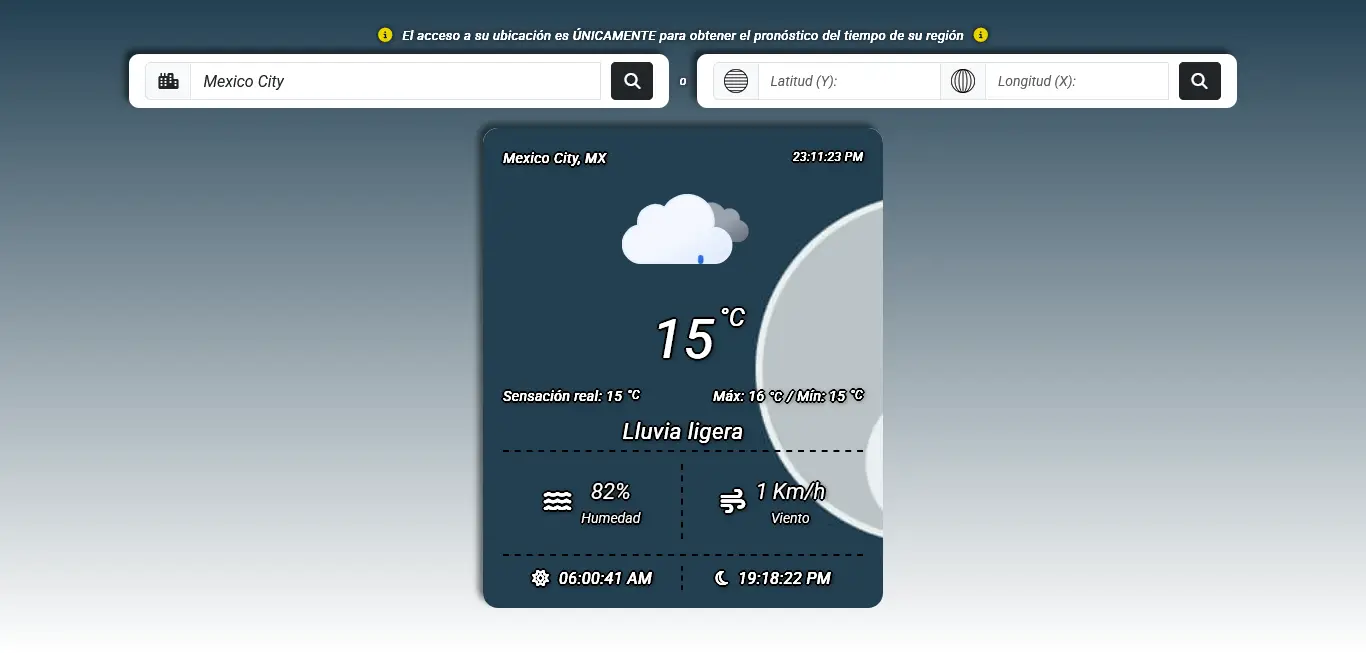 El acceso a su ubicación es ÚNICAMENTE para obtener el pronóstico del tiempo de su región
Mexico City
o
Latitud (Y):
Longitud (X):
Mexico City, MX
23:11:23 PM
15 °C
Sensación real: 15 °C
Máx: 16 °C / Mín: 15 °C
Lluvia ligera
82%
Humedad
1 Km/h
Viento
06:00:41 AM
19:18:22 PM